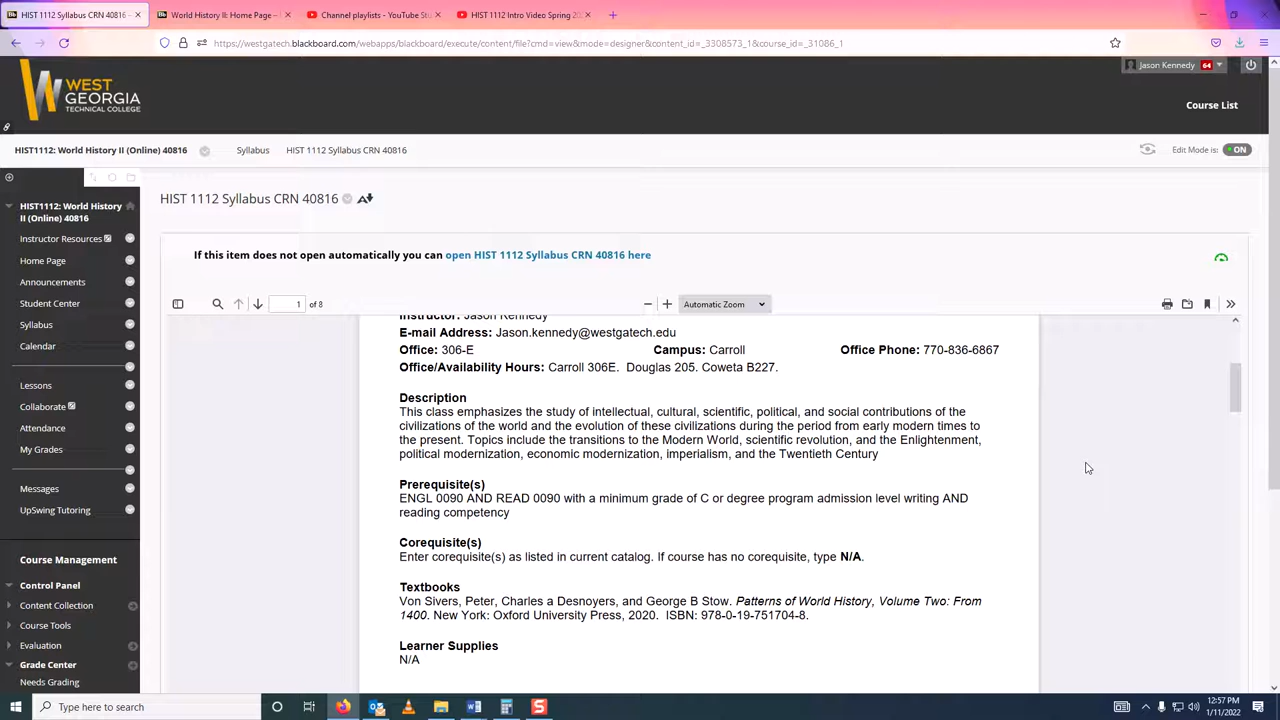 HIST 1112 Syllabus CRN 40816 –
World History II: Home Page –
Channel playlists - YouTube Stu
HIST 1112 Intro Video Spring 20
https://westgatech.blackboard.com/webapps/blackboard/execute/content/file?cmd=view&mode=designer&content_id=_3308573_1&course_id=_31086_1
Jason Kennedy 64
WEST
GEORGIA
TECHNICAL COLLEGE
Course List
HIST1112: World History II (Online) 40816
Syllabus
HIST 1112 Syllabus CRN 40816
Edit Mode is: ON
HIST 1112 Syllabus CRN 40816
HIST1112: World History
II (Online) 40816
Instructor Resources
Home Page
Announcements
Student Center
Syllabus
Calendar
Lessons
Collaborate
Attendance
My Grades
Messages
UpSwing Tutoring
Course Management
Control Panel
Content Collection
Course Tools
Evaluation
Grade Center
Needs Grading
If this item does not open automatically you can open HIST 1112 Syllabus CRN 40816 here
1 of 8
Automatic Zoom
Instructor: Jason Kennedy
E-mail Address: Jason.kennedy@westgatech.edu
Office: 306-E Campus: Carroll Office Phone: 770-836-6867
Office/Availability Hours: Carroll 306E. Douglas 205. Coweta B227.
Description
This class emphasizes the study of intellectual, cultural, scientific, political, and social contributions of the
civilizations of the world and the evolution of these civilizations during the period from early modern times to
the present. Topics include the transitions to the Modern World, scientific revolution, and the Enlightenment,
political modernization, economic modernization, imperialism, and the Twentieth Century
Prerequisite(s)
ENGL 0090 AND READ 0090 with a minimum grade of C or degree program admission level writing AND
reading competency
Corequisite(s)
Enter corequisite(s) as listed in current catalog. If course has no corequisite, type N/A.
Textbooks
Von Sivers, Peter, Charles a Desnoyers, and George B Stow. Patterns of World History, Volume Two: From
1400. New York: Oxford University Press, 2020. ISBN: 978-0-19-751704-8.
Learner Supplies
N/A
Type here to search
12:57 PM
1/11/2022